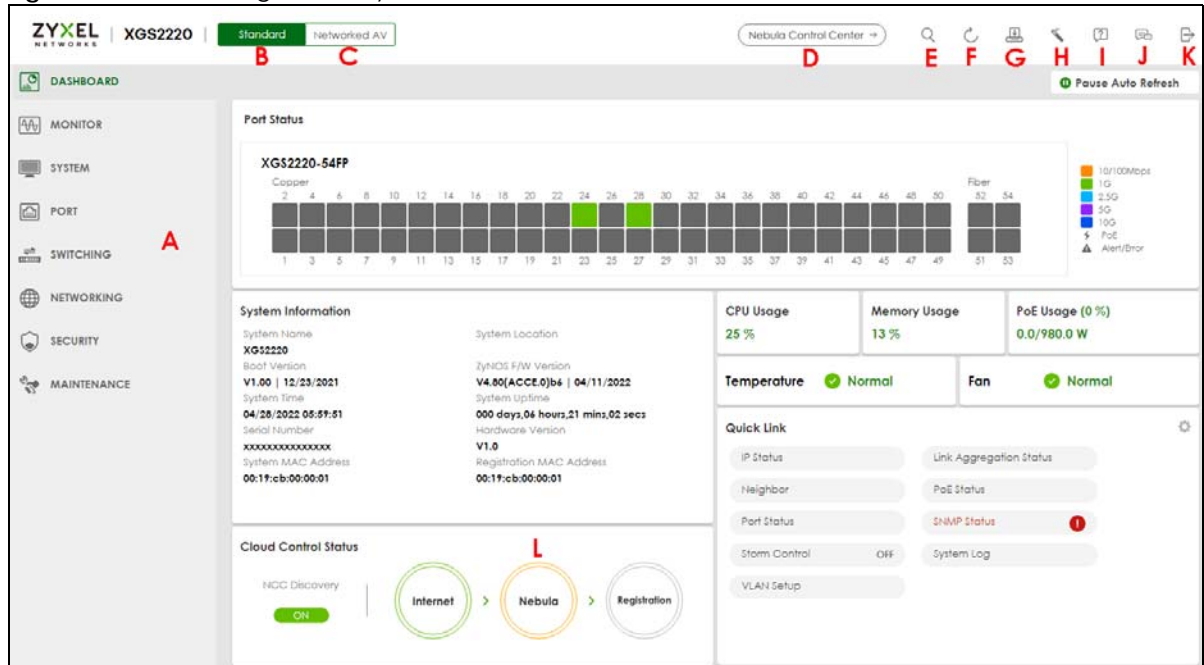 ZYXEL NETWORKS | XGS2220 | Standard Networked AV Nebula Control Center →
B C D E F G H I J K
DASHBOARD
Pause Auto Refresh
MONITOR
SYSTEM
PORT
A
SWITCHING
NETWORKING
SECURITY
MAINTENANCE
Port Status
XGS2220-54FP
Copper Fiber
2 4 6 8 10 12 14 16 18 20 22 24 26 28 30 32 34 36 38 40 42 44 46 48 50 52 54
1 3 5 7 9 11 13 15 17 19 21 23 25 27 29 31 33 35 37 39 41 43 45 47 49 51 53
10/100Mbps
1G
2.5G
5G
10G
PoE
Alert/Error
System Information
System Name System Location
XGS2220
Boot Version ZyNOS F/W Version
V1.00 | 12/23/2021 V4.80(ACCE.0)b6 | 04/11/2022
System Time System Uptime
04/28/2022 05:59:51 000 days,06 hours,21 mins,02 secs
Serial Number Hardware Version
xxxxxxxxxxxxxxx V1.0
System MAC Address Registration MAC Address
00:19:cb:00:00:01 00:19:cb:00:00:01
CPU Usage Memory Usage PoE Usage (0 %)
25 % 13 % 0.0/980.0 W
Temperature Normal Fan Normal
Quick Link
IP Status Link Aggregation Status
Neighbor PoE Status
Port Status SNMP Status !
Storm Control OFF System Log
VLAN Setup
Cloud Control Status
L
NCC Discovery
ON
Internet > Nebula > Registration